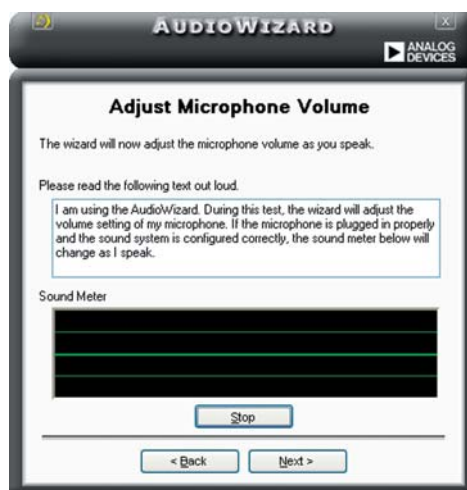 AUDIOWIZARD
X
ANALOG
DEVICES
Adjust Microphone Volume
The wizard will now adjust the microphone volume as you speak.
Please read the following text out loud.
I am using the AudioWizard. During this test, the wizard will adjust the
volume setting of my microphone. If the microphone is plugged in properly
and the sound system is configured correctly, the sound meter below will
change as I speak.
Sound Meter
Stop
< Back
Next >